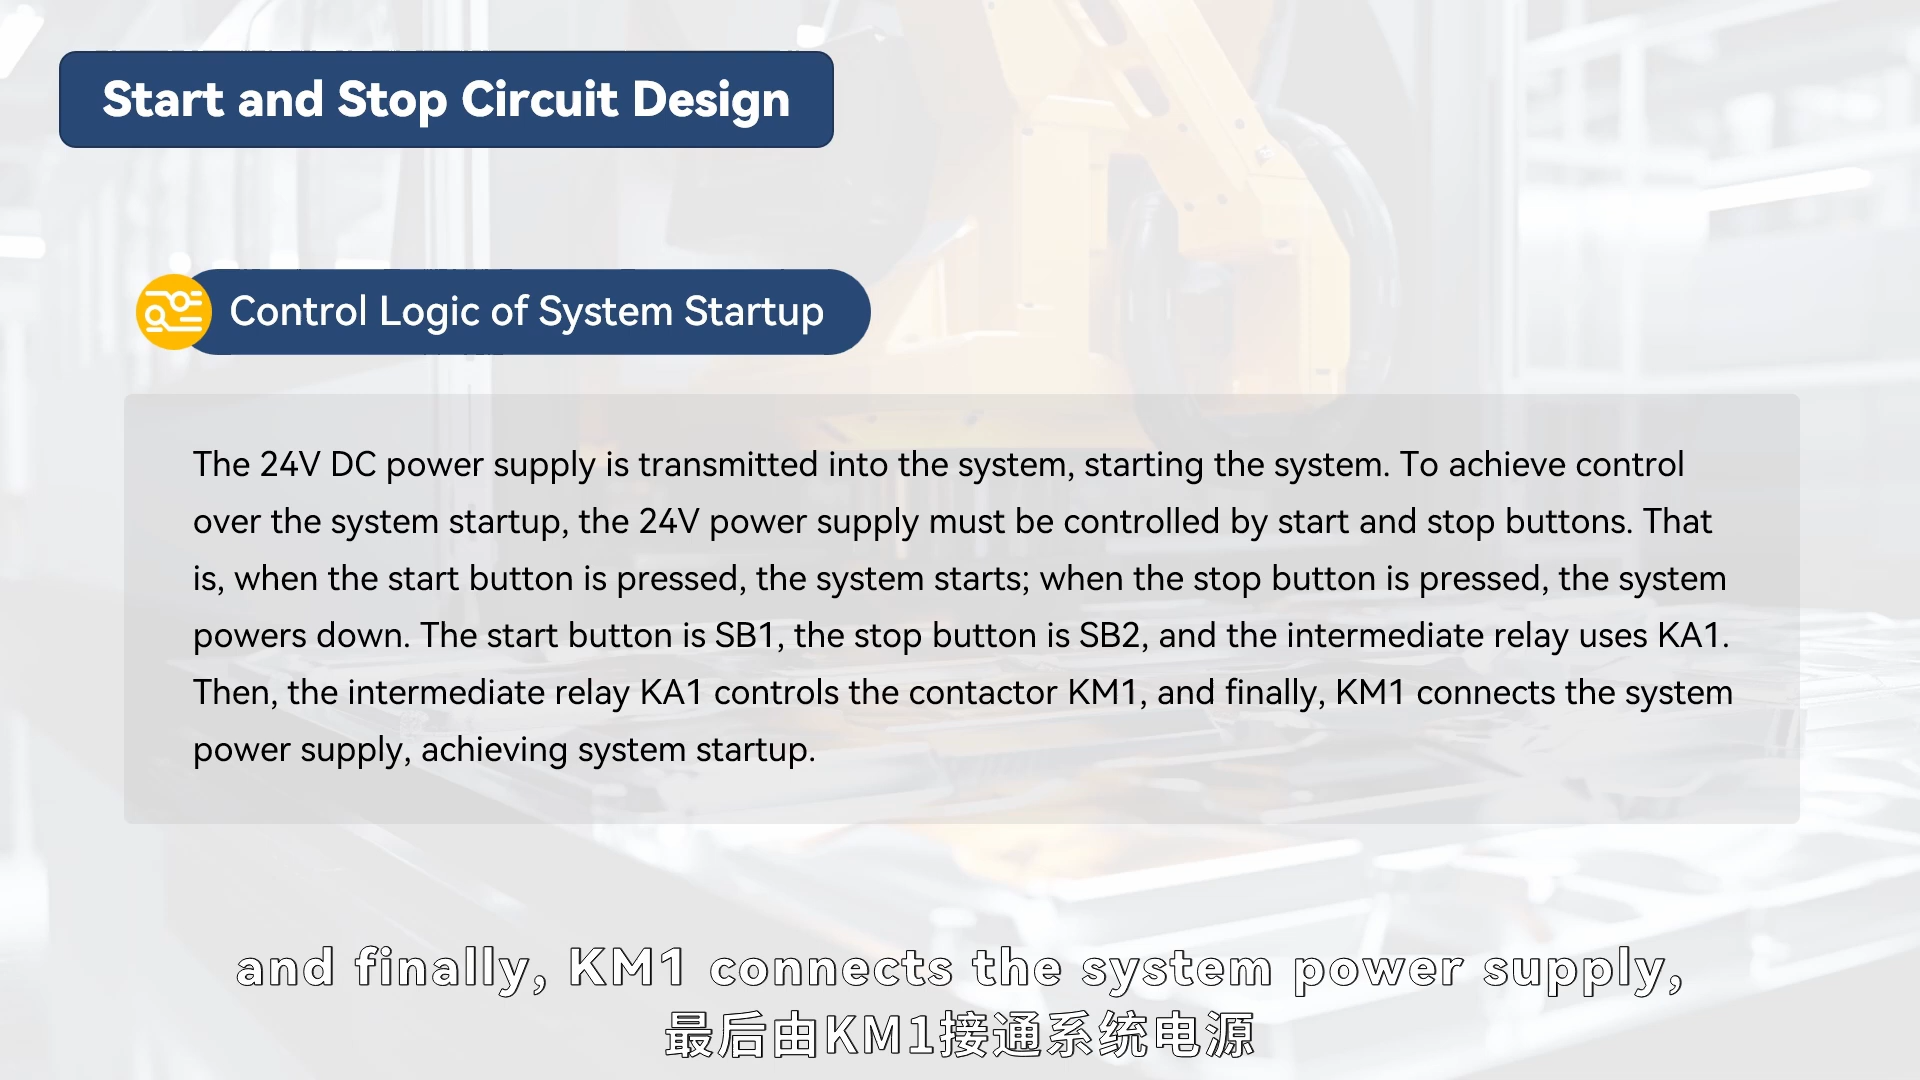 Start and Stop Circuit Design
Control Logic of System Startup
The 24V DC power supply is transmitted into the system, starting the system. To achieve control
over the system startup, the 24V power supply must be controlled by start and stop buttons. That
is, when the start button is pressed, the system starts; when the stop button is pressed, the system
powers down. The start button is SB1, the stop button is SB2, and the intermediate relay uses KA1.
Then, the intermediate relay KA1 controls the contactor KM1, and finally, KM1 connects the system
power supply, achieving system startup.
and finally, KM1 connects the system power supply,
最后由KM1接通系统电源